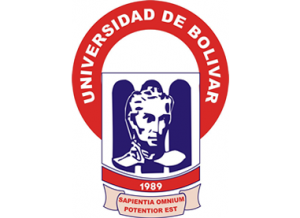 UNIVERSIDAD DE BOLIVAR
1989
SAPIENTIA OMNIUM
POTENTIOR EST